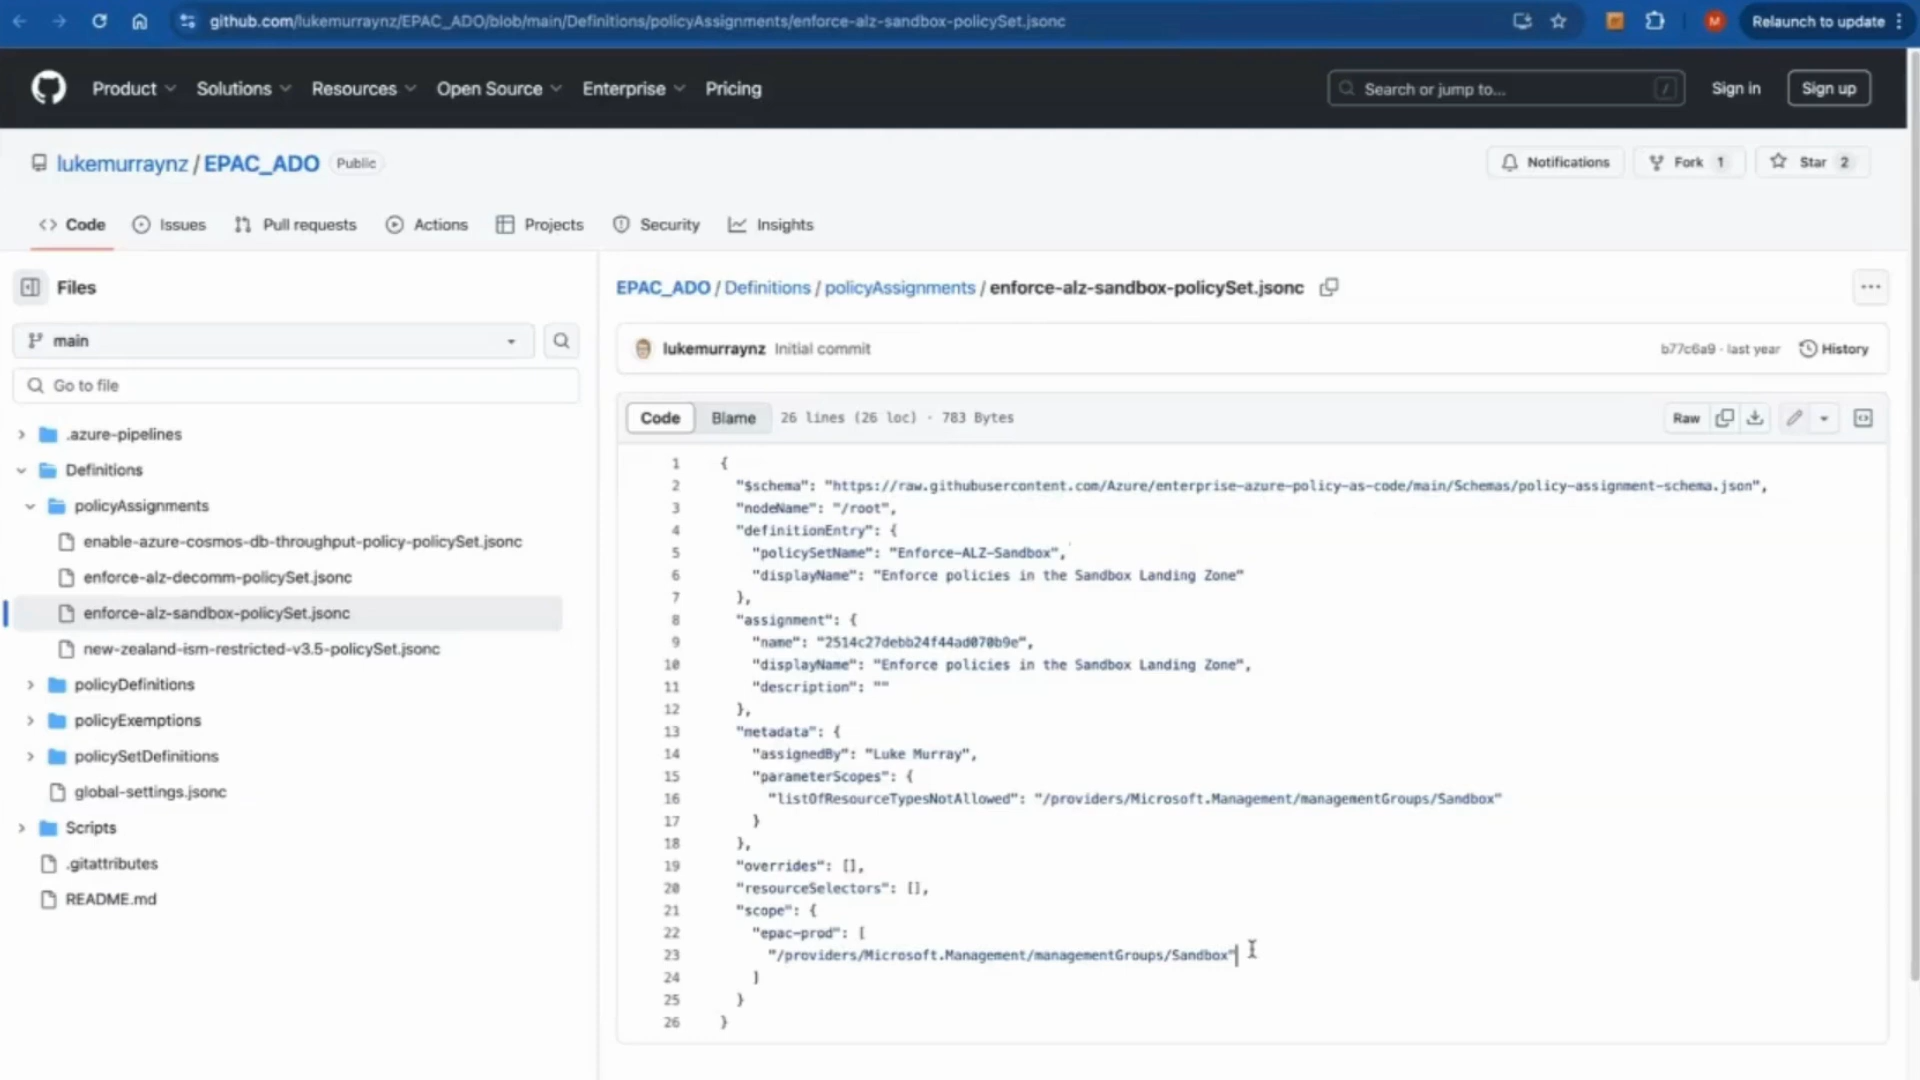 github.com/lukemurraynz/EPAC_ADO/blob/main/Definitions/policyAssignments/enforce-alz-sandbox-policySet.jsonc
M
Relaunch to update
Product
Solutions
Resources
Open Source
Enterprise
Pricing
Search or jump to...
/
Sign in
Sign up
lukemurraynz / EPAC_ADO
Public
Notifications
Fork 1
Star 2
Code
Issues
Pull requests
Actions
Projects
Security
Insights
Files
main
Go to file
.azure-pipelines
Definitions
policyAssignments
enable-azure-cosmos-db-throughput-policy-policySet.jsonc
enforce-alz-decomm-policySet.jsonc
enforce-alz-sandbox-policySet.jsonc
new-zealand-ism-restricted-v3.5-policySet.jsonc
policyDefinitions
policyExemptions
policySetDefinitions
global-settings.jsonc
Scripts
.gitattributes
README.md
EPAC_ADO / Definitions / policyAssignments / enforce-alz-sandbox-policySet.jsonc
lukemurraynz Initial commit
b77c6a9 · last year
History
Code
Blame
26 lines (26 loc) · 783 Bytes
Raw
1 {
2 "$schema": "https://raw.githubusercontent.com/Azure/enterprise-azure-policy-as-code/main/Schemas/policy-assignment-schema.json",
3 "nodeName": "/root",
4 "definitionEntry": {
5 "policySetName": "Enforce-ALZ-Sandbox",
6 "displayName": "Enforce policies in the Sandbox Landing Zone"
7 },
8 "assignment": {
9 "name": "2514c27debb24f44ad070b9e",
10 "displayName": "Enforce policies in the Sandbox Landing Zone",
11 "description": ""
12 },
13 "metadata": {
14 "assignedBy": "Luke Murray",
15 "parameterScopes": {
16 "listOfResourceTypesNotAllowed": "/providers/Microsoft.Management/managementGroups/Sandbox"
17 }
18 },
19 "overrides": [],
20 "resourceSelectors": [],
21 "scope": {
22 "epac-prod": [
23 "/providers/Microsoft.Management/managementGroups/Sandbox"
24 ]
25 }
26 }